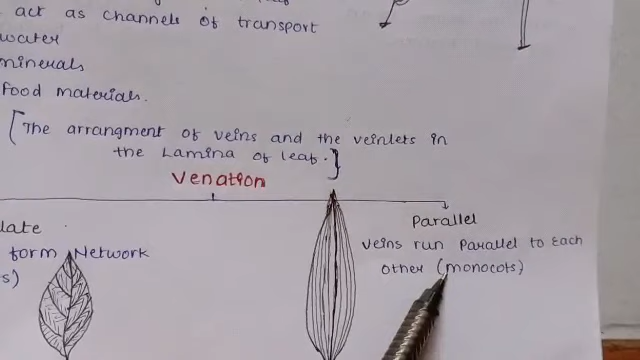 act as channels of transport
water
minerals
Food materials.
[The arrangment of veins and the veinlets in
the Lamina of leaf.}
Venation
Parallel
veins run Parallel to Each
other (monocots)
late
form Network
s)